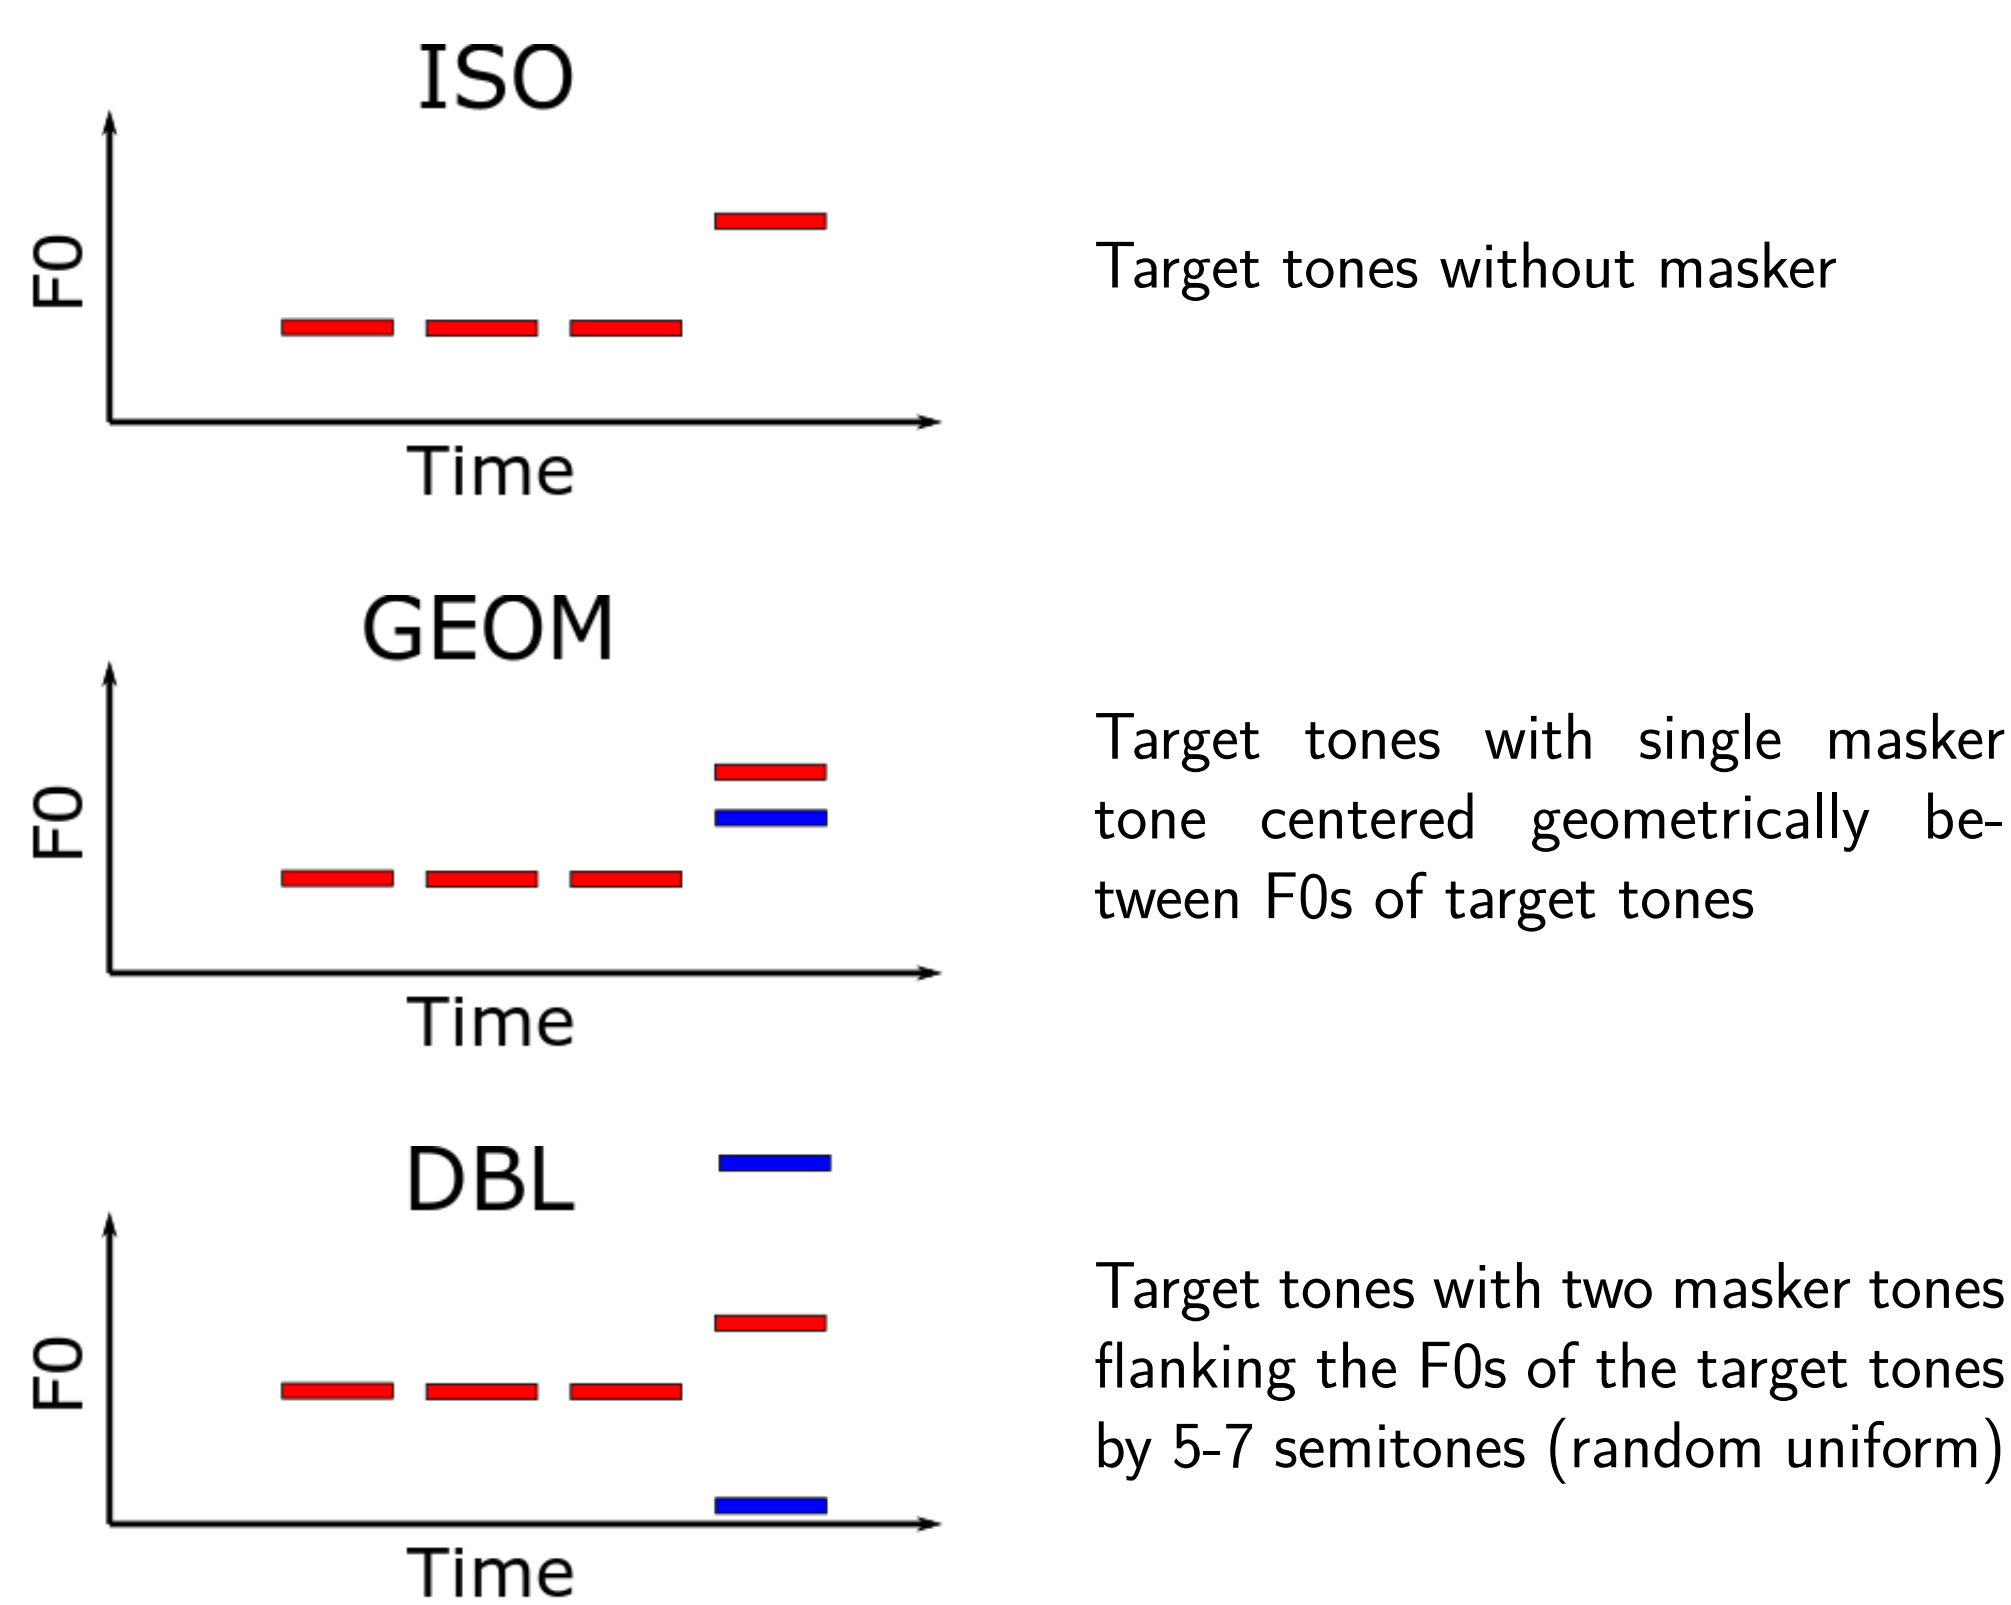 ISO
F0
Time
Target tones without masker
GEOM
F0
Time
Target tones with single masker
tone centered geometrically be-
tween F0s of target tones
DBL
F0
Time
Target tones with two masker tones
flanking the F0s of the target tones
by 5-7 semitones (random uniform)